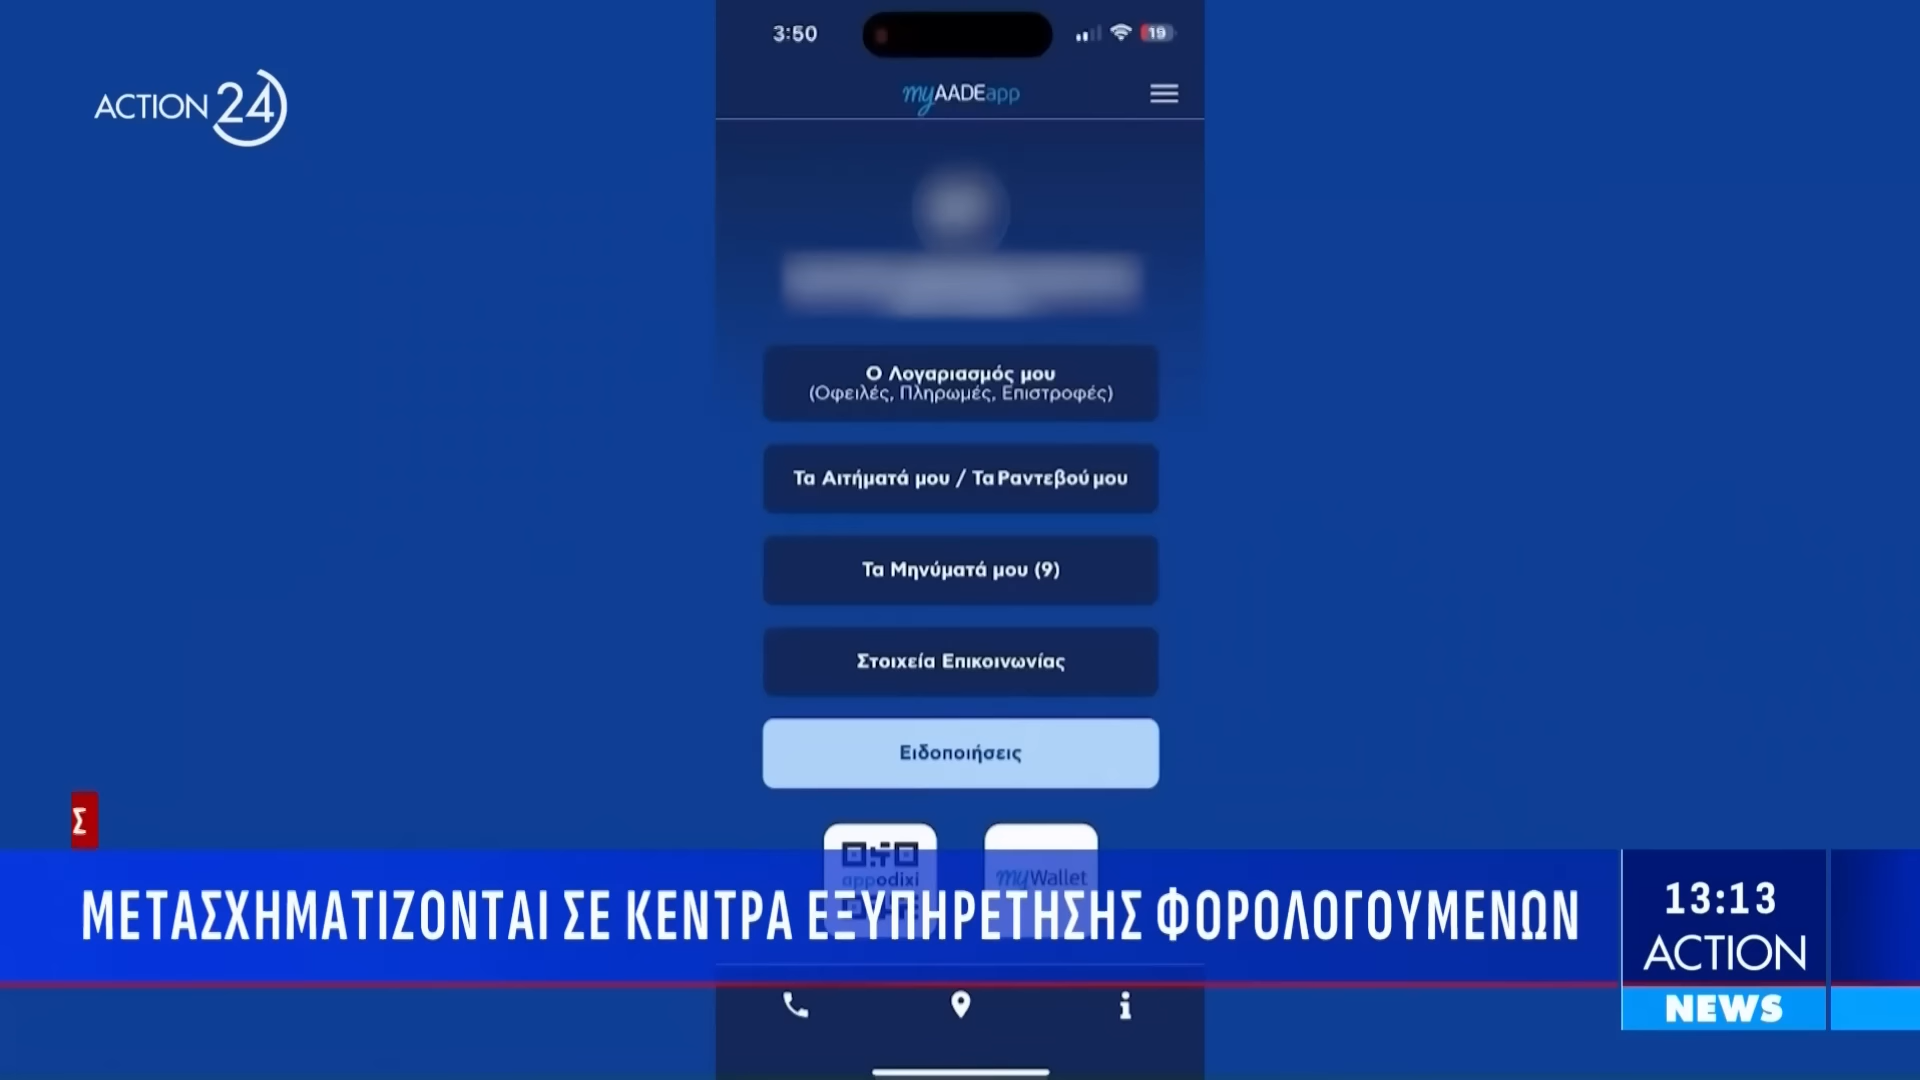 3:50
19
ACTION 24
myAADEapp
Ο Λογαριασμός μου
(Οφειλές, Πληρωμές, Επιστροφές)
Τα Αιτήματά μου / Τα Ραντεβού μου
Τα Μηνύματά μου (9)
Στοιχεία Επικοινωνίας
Ειδοποιήσεις
Σ
appodixi
myWallet
ΜΕΤΑΣΧΗΜΑΤΙΖΟΝΤΑΙ ΣΕ ΚΕΝΤΡΑ ΕΞΥΠΗΡΕΤΗΣΗΣ ΦΟΡΟΛΟΓΟΥΜΕΝΩΝ
13:13
ACTION
NEWS